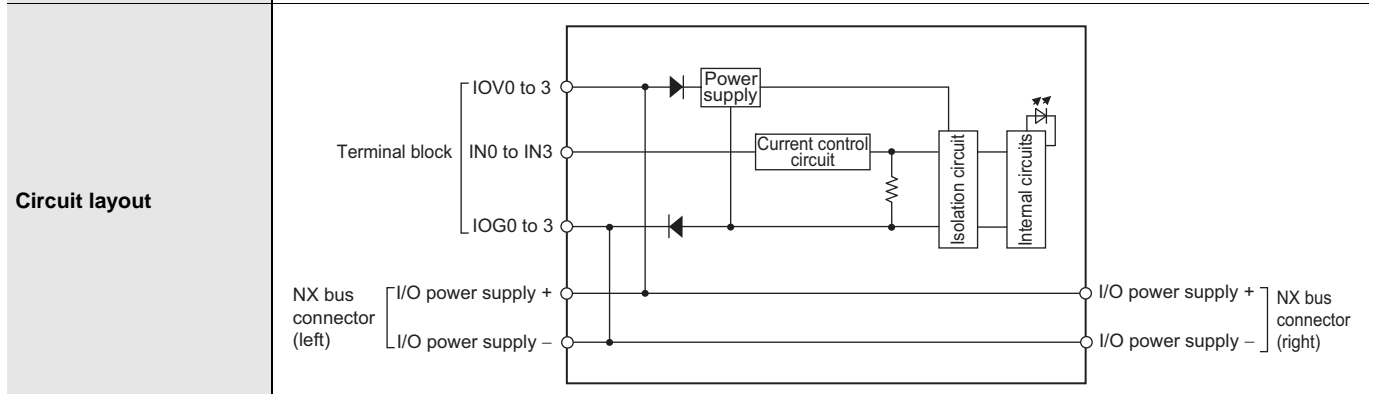 Circuit layout
Terminal block
IOV0 to 3
IN0 to IN3
IOG0 to 3
Power
supply
Current control
circuit
Isolation circuit
Internal circuits
NX bus
connector
(left)
I/O power supply +
I/O power supply –
I/O power supply +
I/O power supply –
NX bus
connector
(right)